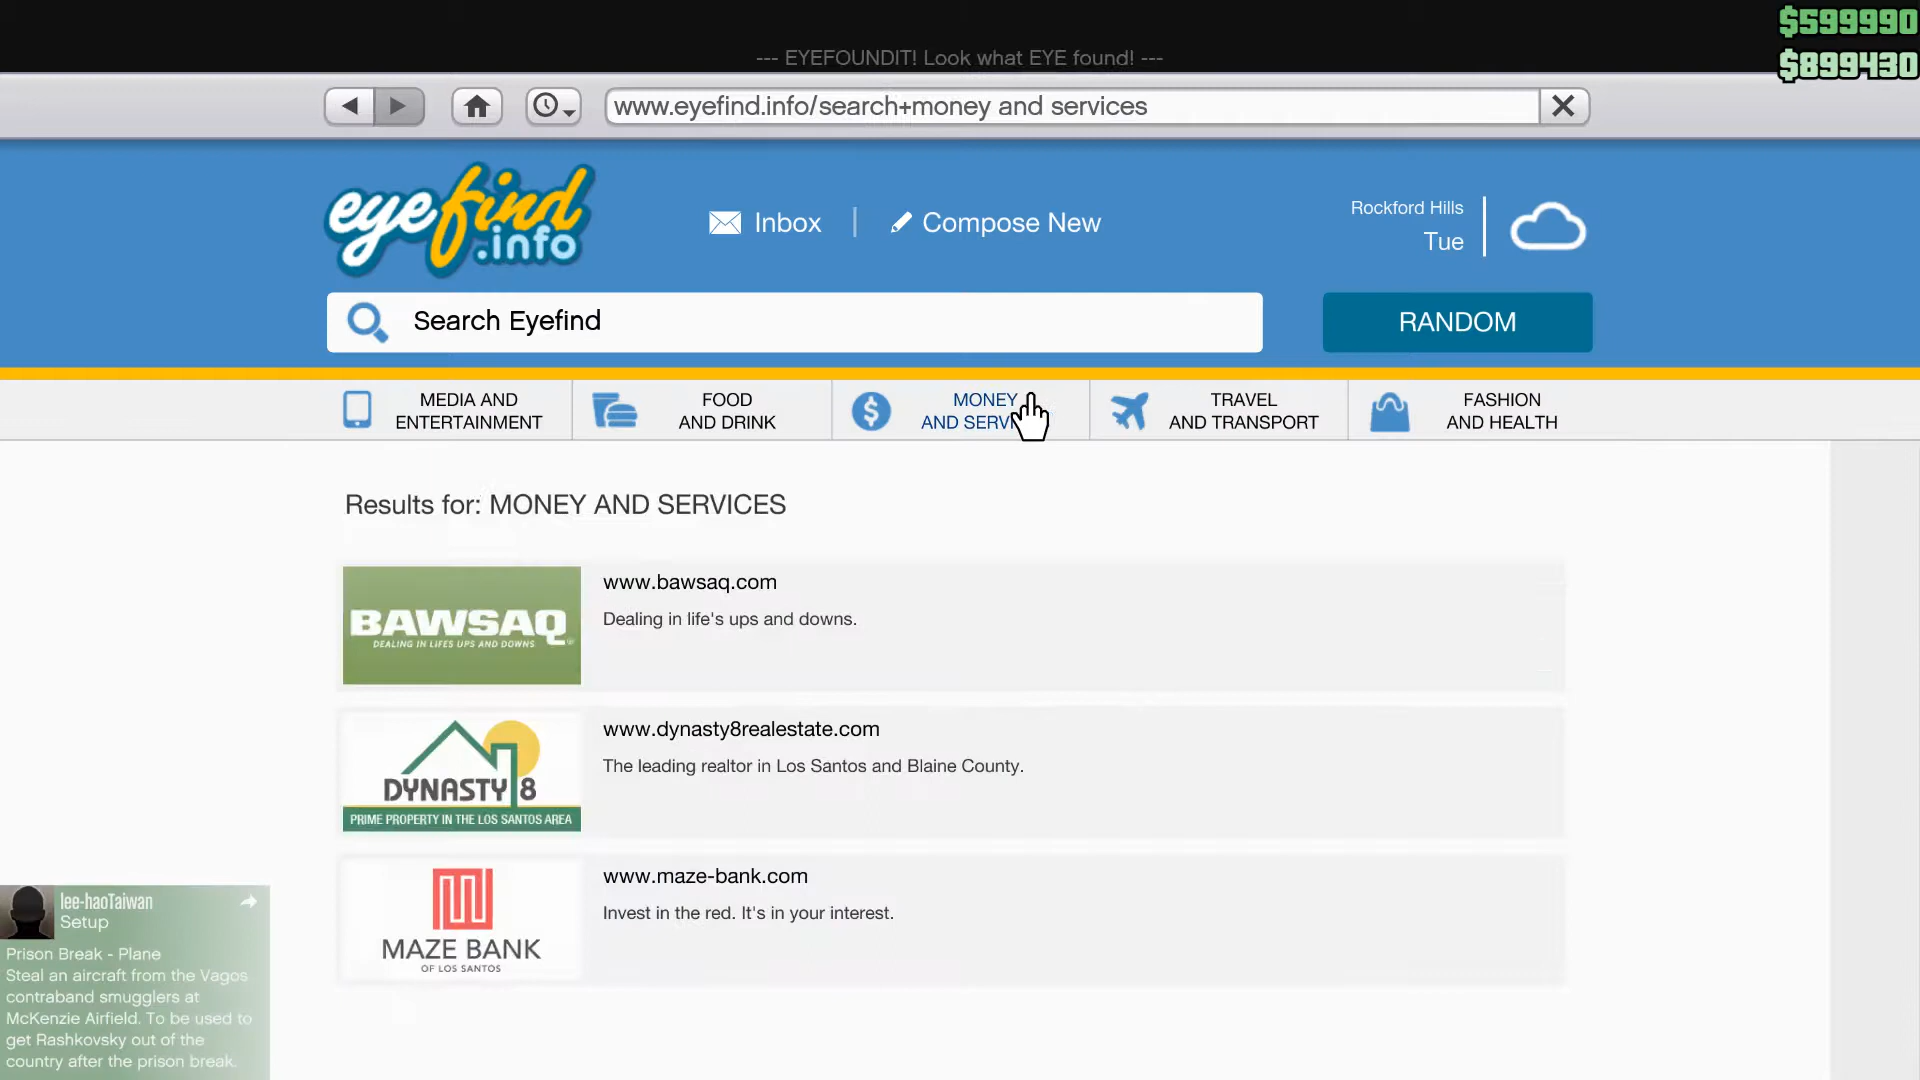 $599990
--- EYEFOUNDIT! Look what EYE found! ---
$899430
www.eyefind.info/search+money and services
eyefind
.info
Inbox
Compose New
Rockford Hills
Tue
Search Eyefind
RANDOM
MEDIA AND
ENTERTAINMENT
FOOD
AND DRINK
MONEY
AND SERV
TRAVEL
AND TRANSPORT
FASHION
AND HEALTH
Results for: MONEY AND SERVICES
BAWSAQ
DEALING IN LIFES UPS AND DOWNS
www.bawsaq.com
Dealing in life's ups and downs.
DYNASTY 8
PRIME PROPERTY IN THE LOS SANTOS AREA
www.dynasty8realestate.com
The leading realtor in Los Santos and Blaine County.
MAZE BANK
OF LOS SANTOS
www.maze-bank.com
Invest in the red. It's in your interest.
lee-haoTaiwan
Setup
Prison Break - Plane
Steal an aircraft from the Vagos
contraband smugglers at
McKenzie Airfield. To be used to
get Rashkovsky out of the
country after the prison break.